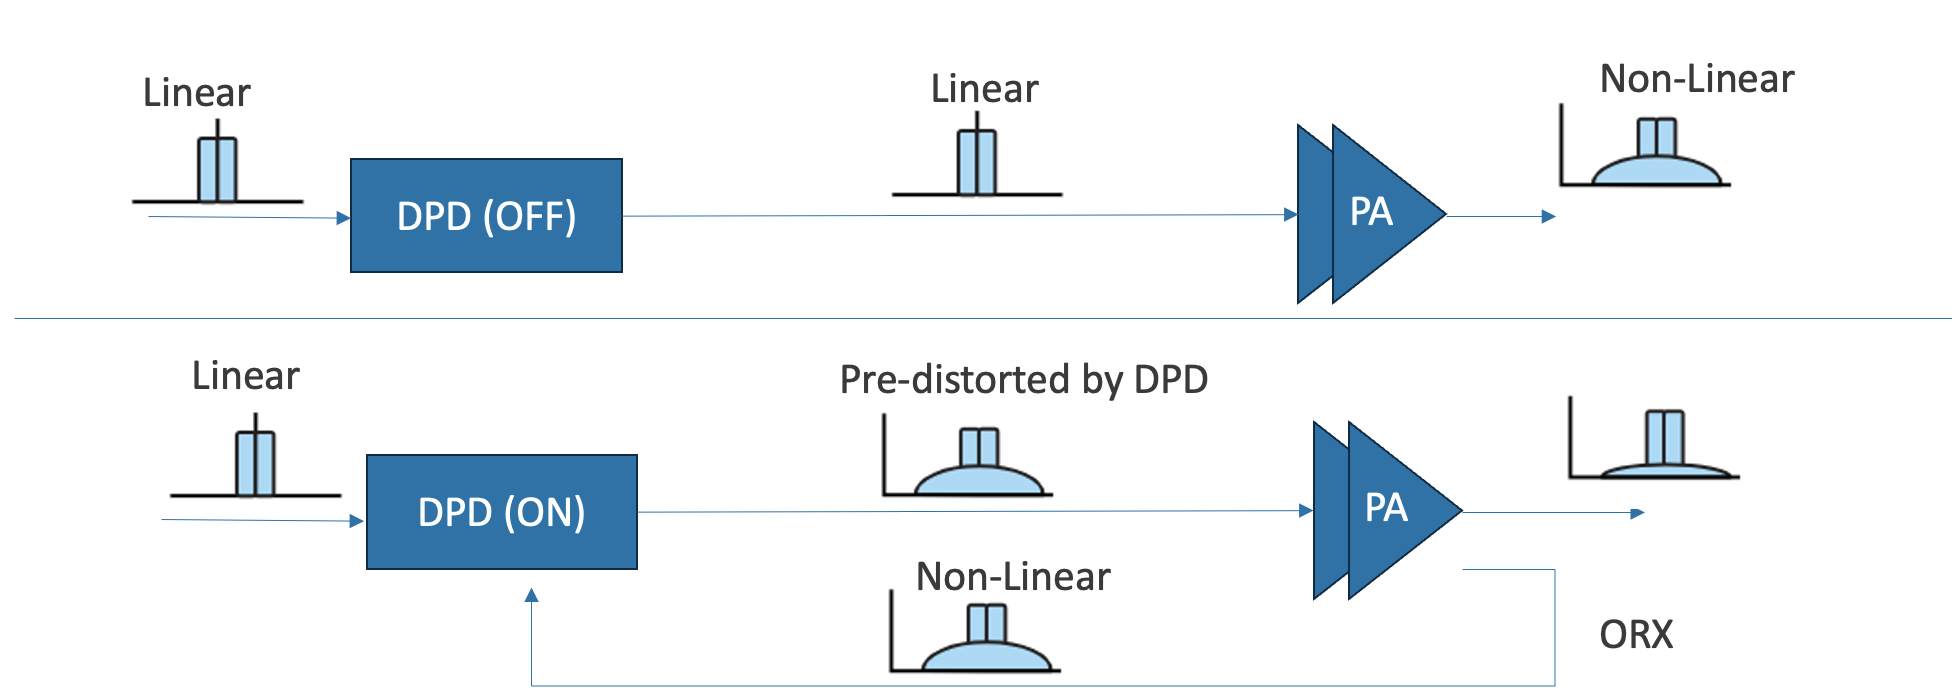 Linear
Linear
Non-Linear
DPD (OFF)
PA
Linear
Pre-distorted by DPD
DPD (ON)
PA
Non-Linear
ORX